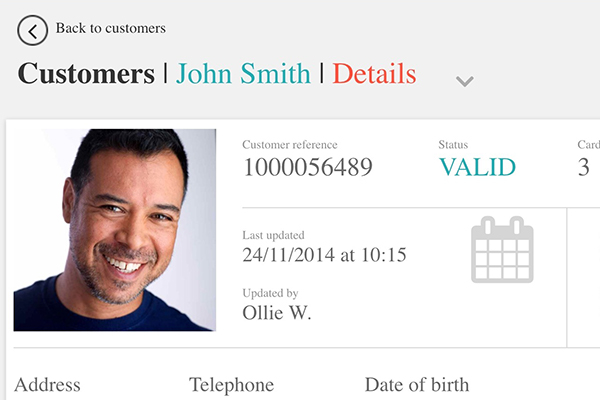 Back to customers
Customers | John Smith | Details
Customer reference
1000056489
Status
VALID
3
Last updated
24/11/2014 at 10:15
Updated by
Ollie W.
Address Telephone Date of birth